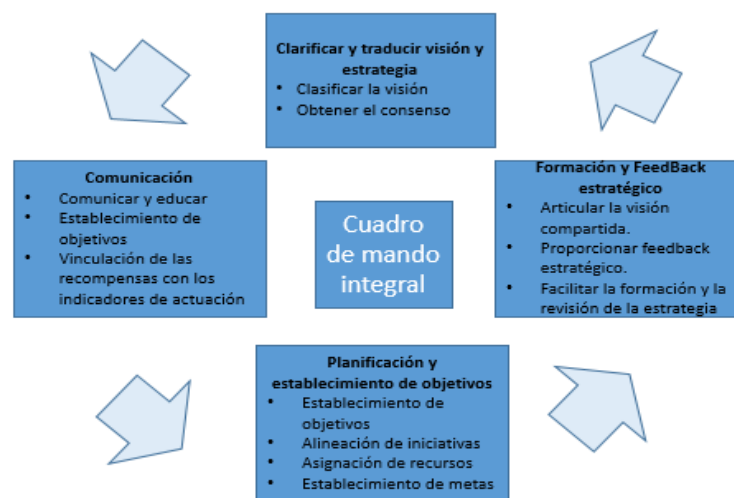 Clarificar y traducir visión y
estrategia
• Clasificar la visión
• Obtener el consenso
Comunicación
• Comunicar y educar
• Establecimiento de
objetivos
• Vinculación de las
recompensas con los
indicadores de actuación
Cuadro
de mando
integral
Formación y FeedBack
estratégico
• Articular la visión
compartida.
• Proporcionar feedback
estratégico.
• Facilitar la formación y la
revisión de la estrategia
Planificación y
establecimiento de objetivos
• Establecimiento de
objetivos
• Alineación de iniciativas
• Asignación de recursos
• Establecimiento de metas